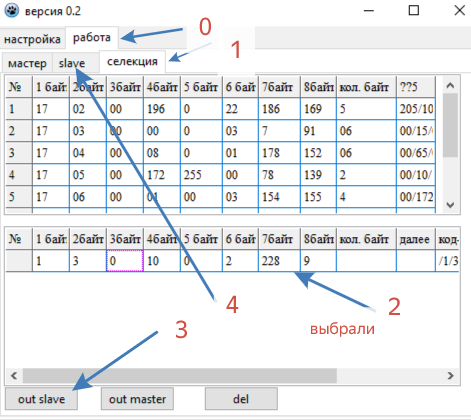 версия 0.2
настройка работа 0
мастер slave селекция 1
№ 1 байт 2байт 3байт 4байт 5 байт 6 бай 7байт 8байт кол. байт ??5
1 17 02 00 196 0 22 186 169 5 205/10
2 17 03 00 00 0 03 7 91 06 00/15/
3 17 04 00 08 0 01 178 152 06 00/65/
4 17 05 00 172 255 00 78 139 2 00/10/
5 17 06 00 01 00 03 154 155 4 00/172
№ 1 байт 2байт 3байт 4байт 5 байт 6 бай 7байт 8байт кол. байт далее код-
1 3 0 10 0 2 228 9 /1/3
4 2
выбрали
3
out slave out master del